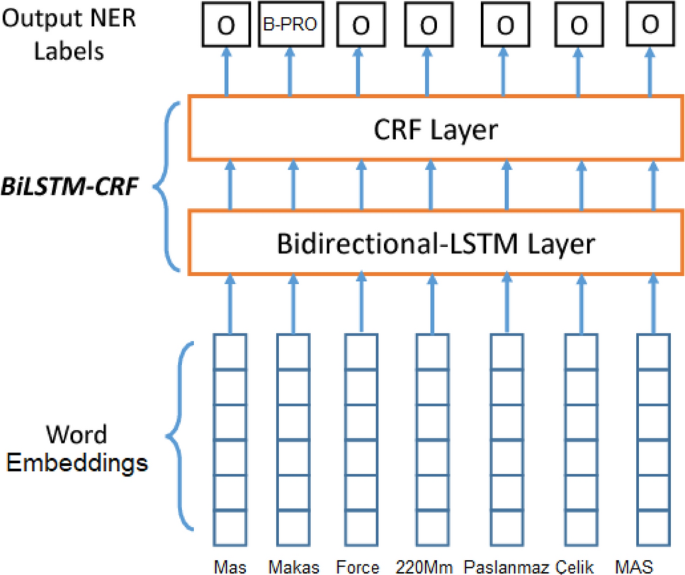 Output NER
Labels
O B-PRO O O O O O
CRF Layer
BiLSTM-CRF
Bidirectional-LSTM Layer
Word
Embeddings
Mas Makas Force 220Mm Paslanmaz Çelik MAS